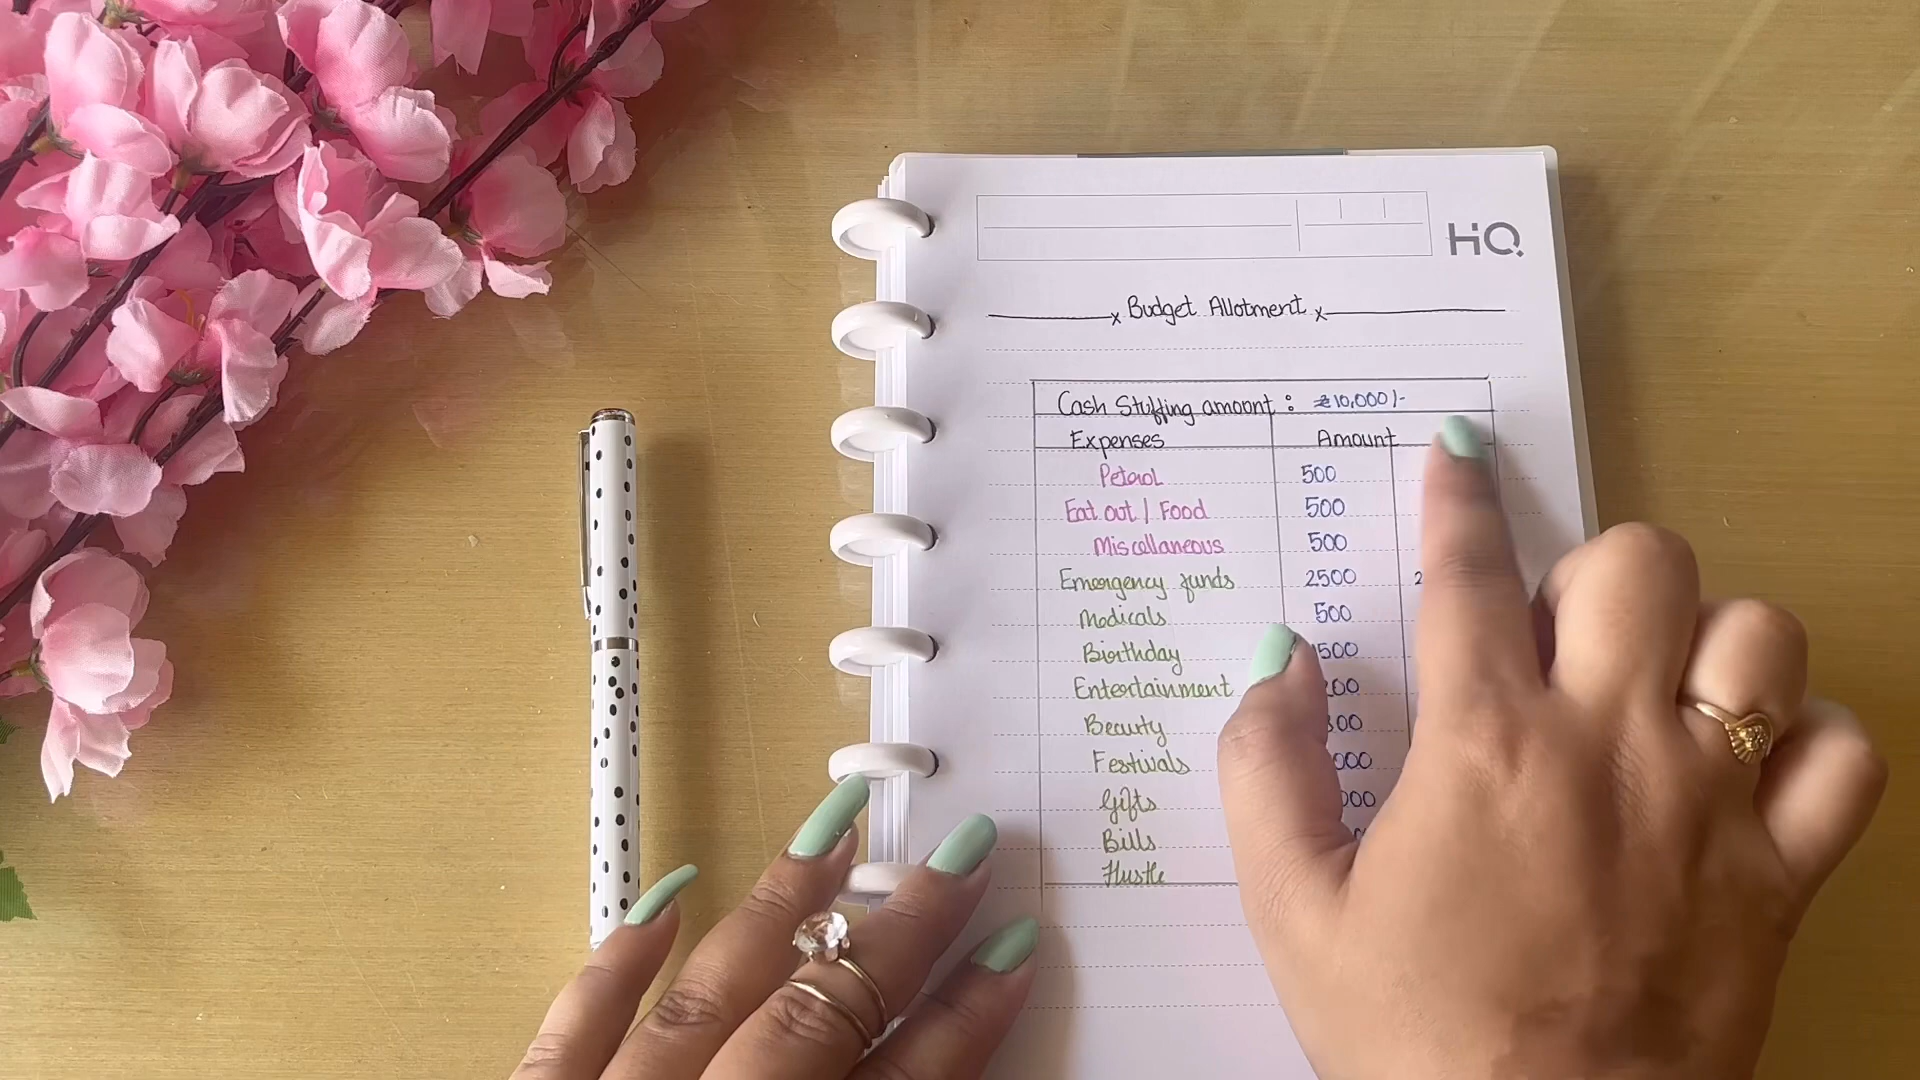 HQ
Budget Allotment
Cash Stuffing amount : ₹10,000/-
Expenses Amount
Petrol 500
Eat out / Food 500
Miscellaneous 500
Emergency funds 2500
Medicals 500
Birthday
Entertainment
Beauty
Festivals
Gifts
Bills
Hustle